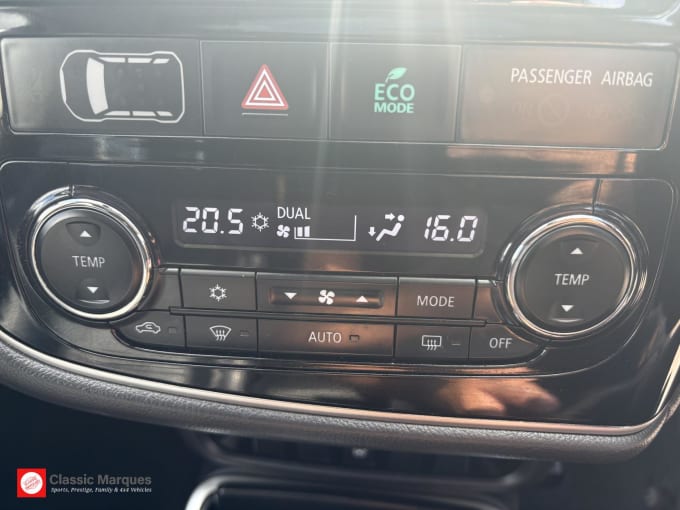 ECO
MODE
PASSENGER AIRBAG
20.5 DUAL 16.0
TEMP
TEMP
MODE
AUTO
OFF
Classic Marques
Sports, Prestige, Family & 4x4 Vehicles